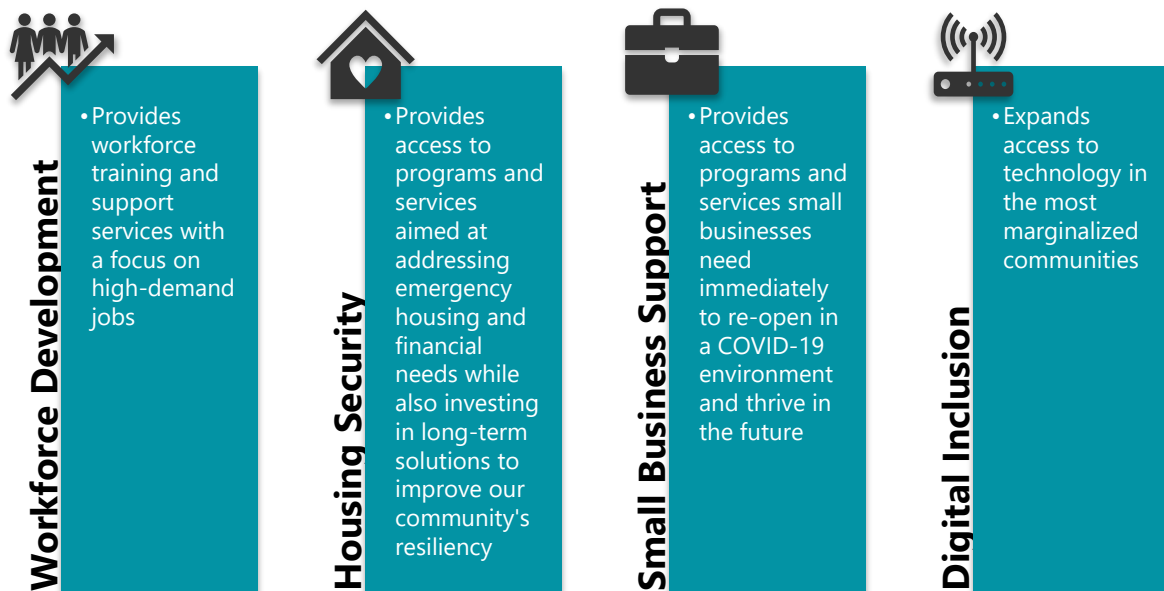 Workforce Development
•Provides
workforce
training and
support
services with
a focus on
high-demand
jobs
Housing Security
•Provides
access to
programs and
services
aimed at
addressing
emergency
housing and
financial
needs while
also investing
in long-term
solutions to
improve our
community's
resiliency
Small Business Support
•Provides
access to
programs and
services small
businesses
need
immediately
to re-open in
a COVID-19
environment
and thrive in
the future
Digital Inclusion
•Expands
access to
technology in
the most
marginalized
communities